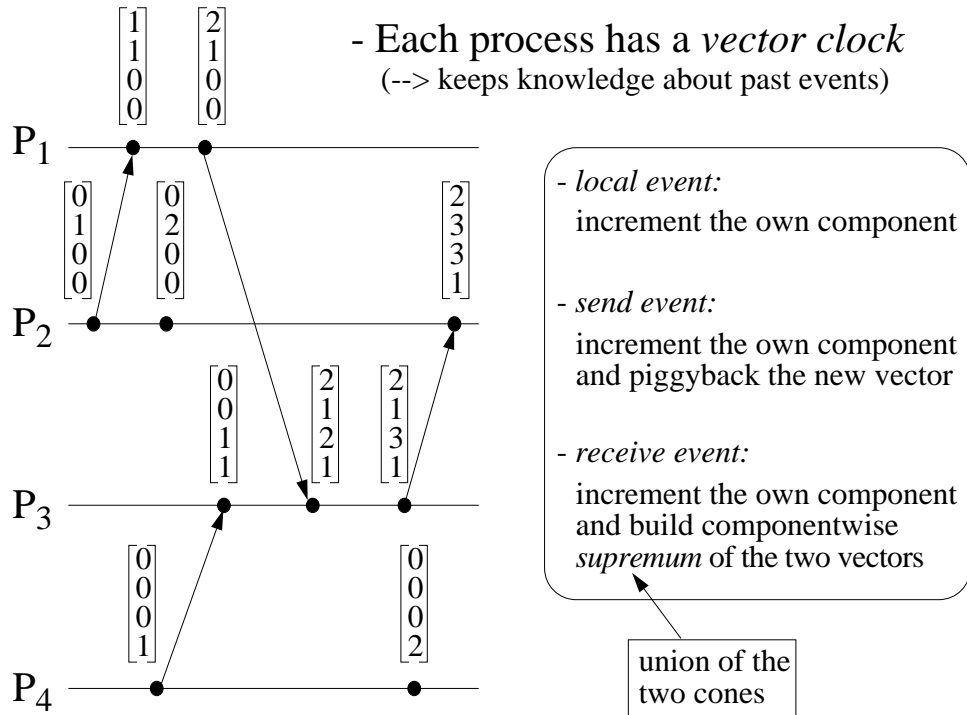 - Each process has a vector clock
(--> keeps knowledge about past events)
[1 1 0 0]
[2 1 0 0]
P1
[0 1 0 0]
[0 2 0 0]
[2 3 3 1]
P2
[0 0 1 1]
[2 1 2 1]
[2 1 3 1]
P3
[0 0 0 1]
[0 0 0 2]
P4
- local event:
increment the own component
- send event:
increment the own component
and piggyback the new vector
- receive event:
increment the own component
and build componentwise
supremum of the two vectors
union of the
two cones